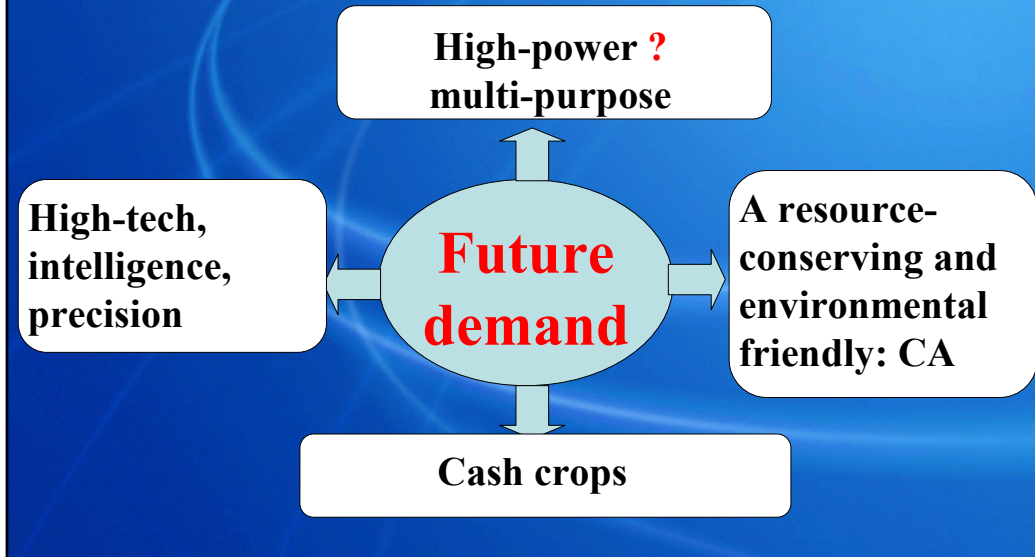 High-power ?
multi-purpose
High-tech,
intelligence,
precision
Future
demand
A resource-
conserving and
environmental
friendly: CA
Cash crops